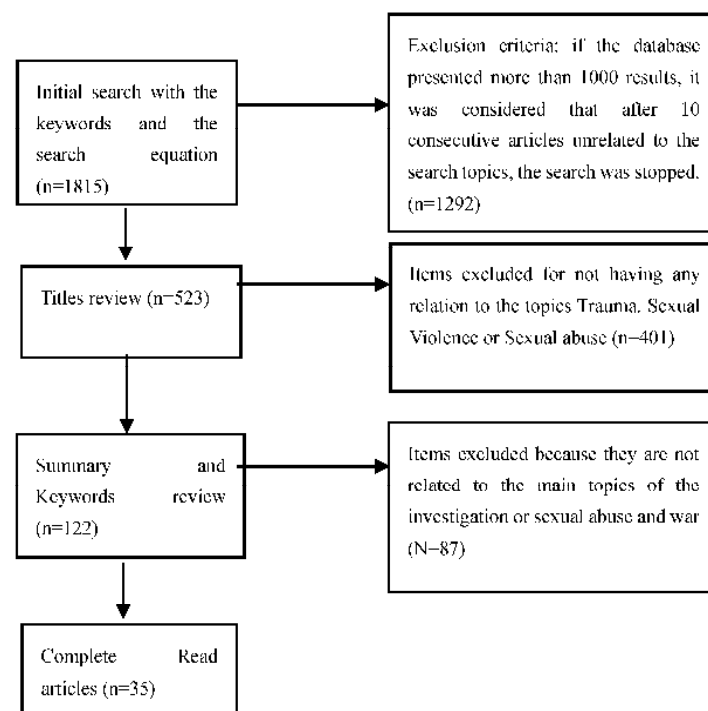 Initial search with the
keywords and the
search equation
(n=1815)
Exclusion criteria: if the database
presented more than 1000 results, it
was considered that after 10
consecutive articles unrelated to the
search topics, the search was stopped.
(n=1292)
Titles review (n=523)
Items excluded for not having any
relation to the topics Trauma, Sexual
Violence or Sexual abuse (n=401)
Summary and
Keywords review
(n=122)
Items excluded because they are not
related to the main topics of the
investigation or sexual abuse and war
(N=87)
Complete Read
articles (n=35)